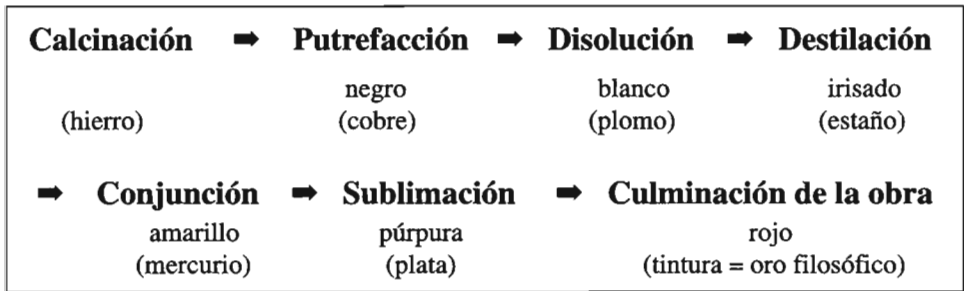 Calcinación ➡ Putrefacción ➡ Disolución ➡ Destilación
negro blanco irisado
(hierro) (cobre) (plomo) (estaño)
➡ Conjunción ➡ Sublimación ➡ Culminación de la obra
amarillo púrpura rojo
(mercurio) (plata) (tintura = oro filosófico)